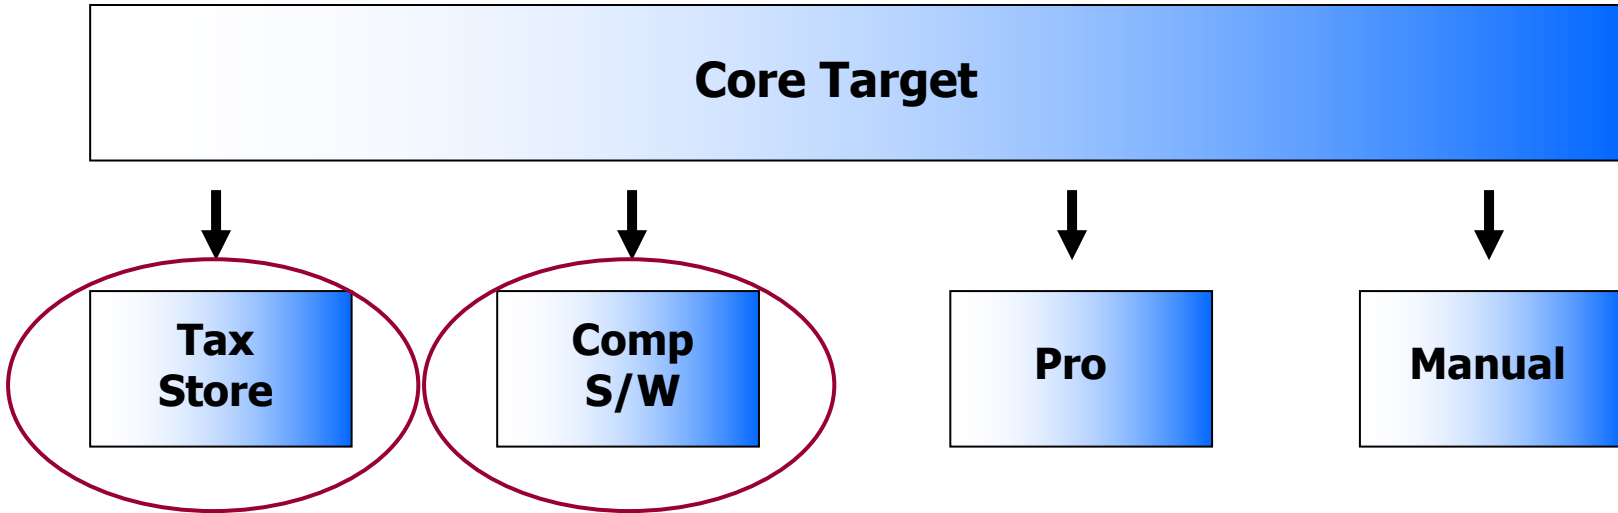 Core Target
Tax
Store
Comp
S/W
Pro
Manual